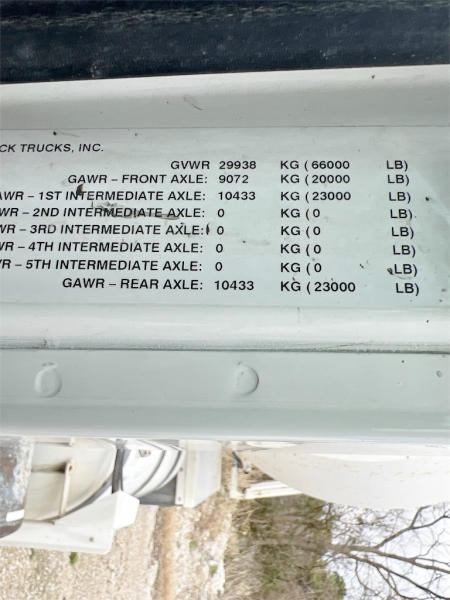 CK TRUCKS, INC.
GVWR 29938 KG ( 66000 LB)
GAWR – FRONT AXLE: 9072 KG ( 20000 LB)
AWR – 1ST INTERMEDIATE AXLE: 10433 KG ( 23000 LB)
WR – 2ND INTERMEDIATE AXLE: 0 KG ( 0 LB)
WR – 3RD INTERMEDIATE AXLE: 0 KG ( 0 LB)
WR – 4TH INTERMEDIATE AXLE: 0 KG ( 0 LB)
WR – 5TH INTERMEDIATE AXLE: 0 KG ( 0 LB)
GAWR – REAR AXLE: 10433 KG ( 23000 LB)